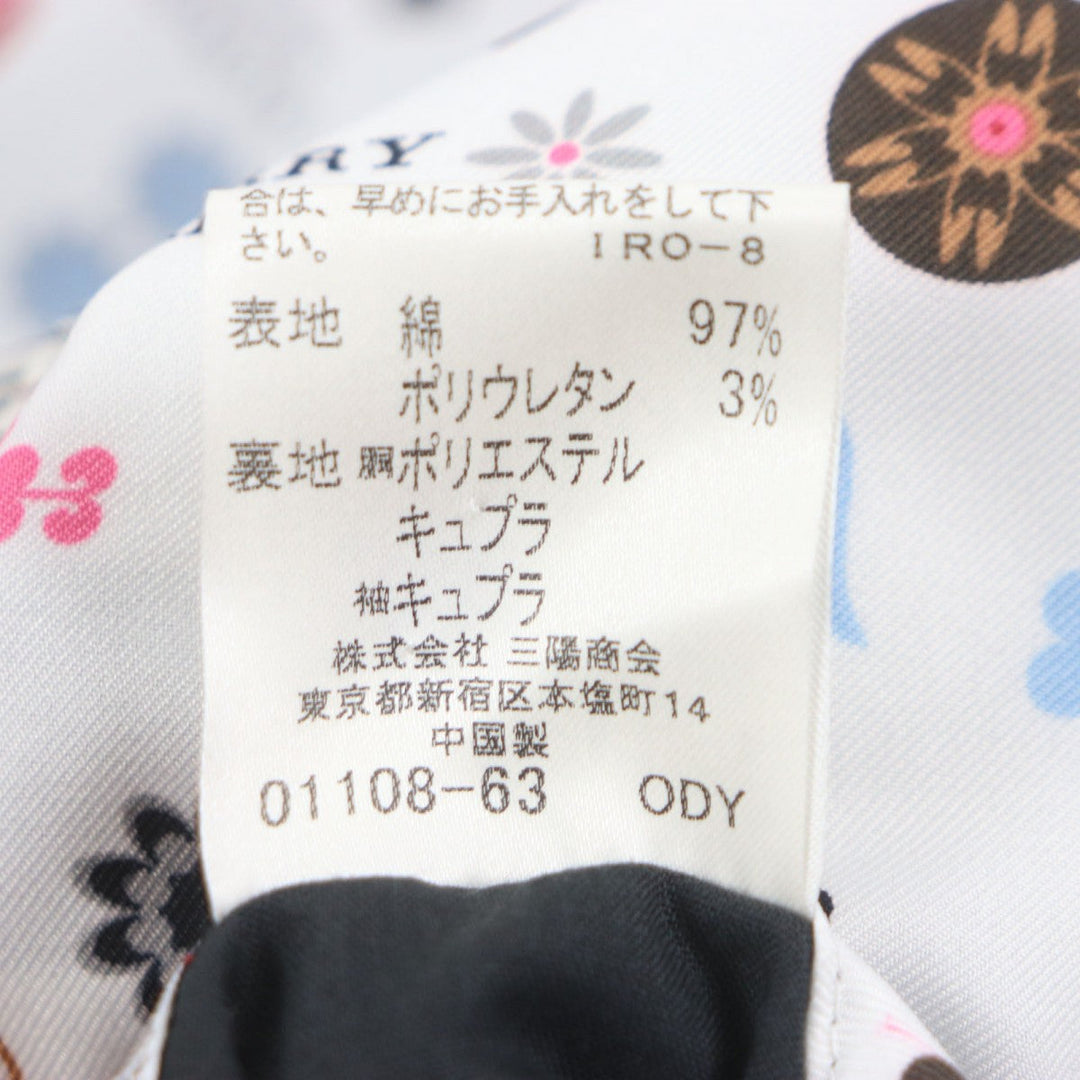 合は、早めにお手入れをして下
さい。 IRO-8
表地 綿 97%
ポリウレタン 3%
裏地 胴ポリエステル
キュプラ
袖キュプラ
株式会社 三陽商会
東京都新宿区本塩町14
中国製
01108-63 ODY